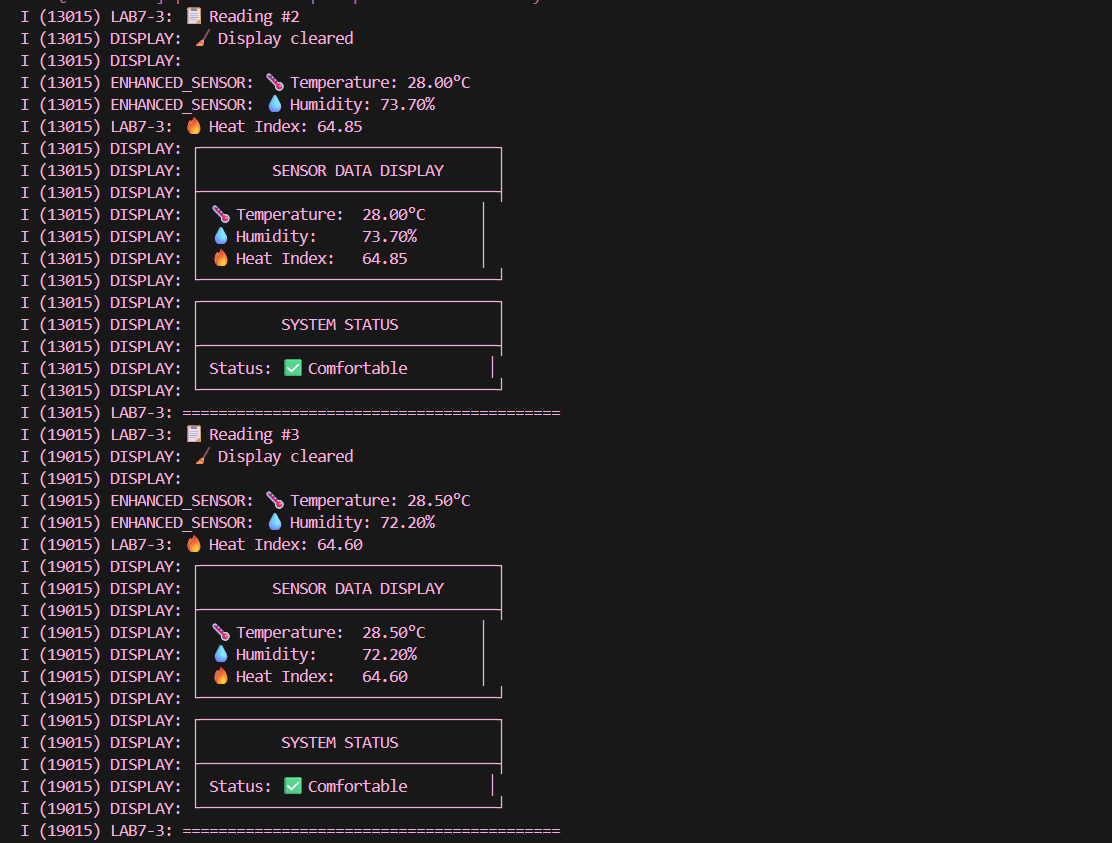 I (13015) LAB7-3: 📋 Reading #2
I (13015) DISPLAY: 🧹 Display cleared
I (13015) DISPLAY:
I (13015) ENHANCED_SENSOR: 🌡️ Temperature: 28.00°C
I (13015) ENHANCED_SENSOR: 💧 Humidity: 73.70%
I (13015) LAB7-3: 🔥 Heat Index: 64.85
I (13015) DISPLAY:
I (13015) DISPLAY: SENSOR DATA DISPLAY
I (13015) DISPLAY:
I (13015) DISPLAY: 🌡️ Temperature: 28.00°C
I (13015) DISPLAY: 💧 Humidity: 73.70%
I (13015) DISPLAY: 🔥 Heat Index: 64.85
I (13015) DISPLAY:
I (13015) DISPLAY:
I (13015) DISPLAY: SYSTEM STATUS
I (13015) DISPLAY:
I (13015) DISPLAY: Status: ✅ Comfortable
I (13015) DISPLAY:
I (13015) LAB7-3: ==========================================
I (19015) LAB7-3: 📋 Reading #3
I (19015) DISPLAY: 🧹 Display cleared
I (19015) DISPLAY:
I (19015) ENHANCED_SENSOR: 🌡️ Temperature: 28.50°C
I (19015) ENHANCED_SENSOR: 💧 Humidity: 72.20%
I (19015) LAB7-3: 🔥 Heat Index: 64.60
I (19015) DISPLAY:
I (19015) DISPLAY: SENSOR DATA DISPLAY
I (19015) DISPLAY:
I (19015) DISPLAY: 🌡️ Temperature: 28.50°C
I (19015) DISPLAY: 💧 Humidity: 72.20%
I (19015) DISPLAY: 🔥 Heat Index: 64.60
I (19015) DISPLAY:
I (19015) DISPLAY:
I (19015) DISPLAY: SYSTEM STATUS
I (19015) DISPLAY:
I (19015) DISPLAY: Status: ✅ Comfortable
I (19015) DISPLAY:
I (19015) LAB7-3: ==========================================